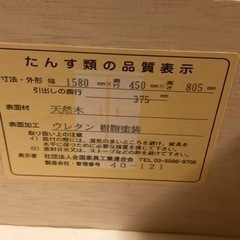 たんす類の品質表示
寸法・外形 幅 1580 mm× 奥行 450 mm× 高さ 805 mm
引出しの奥行 375 mm
表面材 天然木
表面加工 ウレタン樹脂塗装
取り扱い上の注意
表示者 社団法人全国家具工業連合会 TEL 03-5566-9706
製造会社・管理番号 40-121